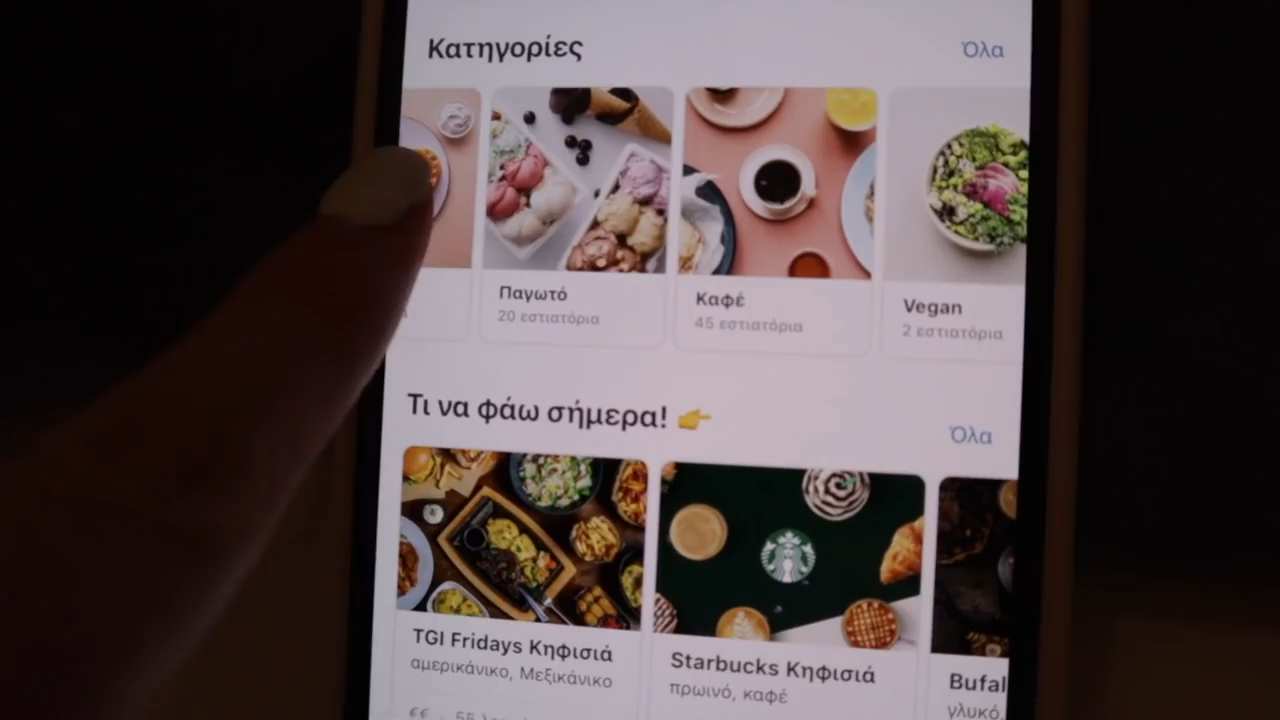 Κατηγορίες
Όλα
Παγωτό
20 εστιατόρια
Καφέ
45 εστιατόρια
Vegan
2 εστιατόρια
Τι να φάω σήμερα! 👉
Όλα
TGI Fridays Κηφισιά
αμερικάνικο, Μεξικάνικο
€€ · 55
Starbucks Κηφισιά
πρωινό, καφέ
Bufal
γλυκό,